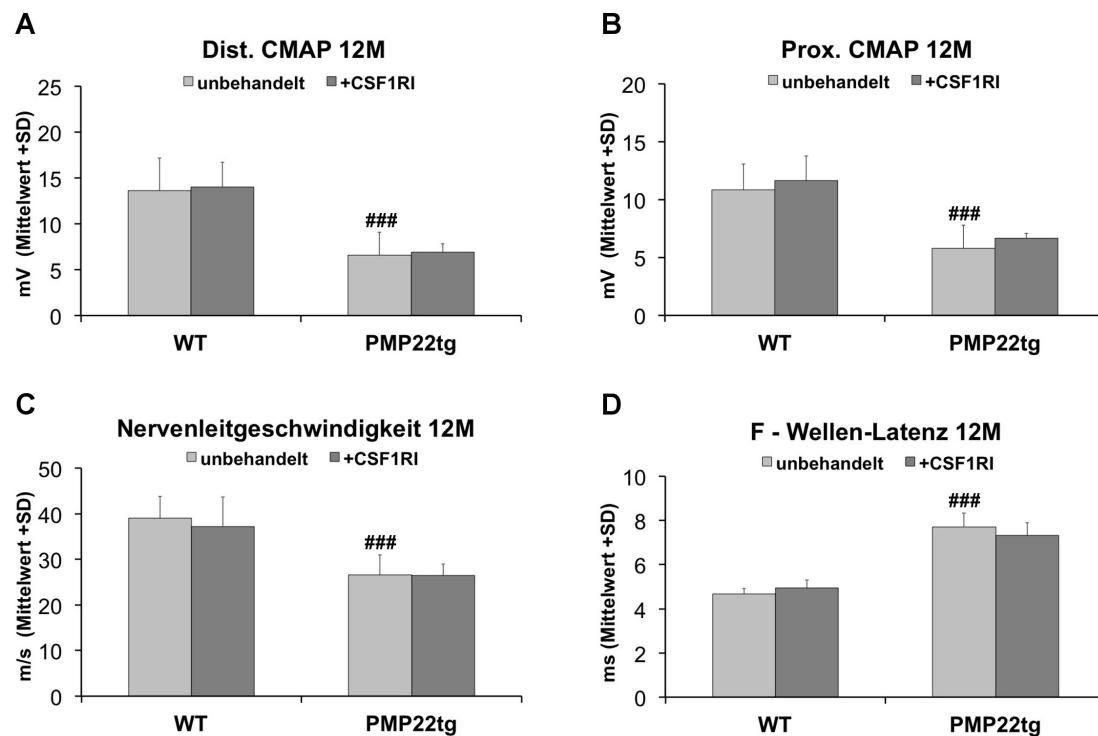 A
Dist. CMAP 12M
unbehandelt +CSF1RI
mV (Mittelwert +SD)
25
20
15
10
5
0
###
WT PMP22tg
B
Prox. CMAP 12M
unbehandelt +CSF1RI
mV (Mittelwert +SD)
20
15
10
5
0
###
WT PMP22tg
C
Nervenleitgeschwindigkeit 12M
unbehandelt +CSF1RI
m/s (Mittelwert +SD)
50
40
30
20
10
0
###
WT PMP22tg
D
F - Wellen-Latenz 12M
unbehandelt +CSF1RI
ms (Mittelwert +SD)
10
8
6
4
2
0
###
WT PMP22tg